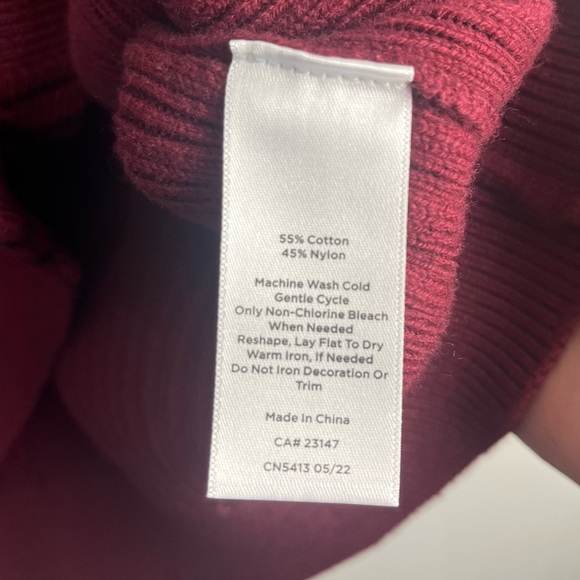 55% Cotton
45% Nylon
Machine Wash Cold
Gentle Cycle
Only Non-Chlorine Bleach
When Needed
Reshape, Lay Flat To Dry
Warm Iron, If Needed
Do Not Iron Decoration Or
Trim
Made In China
CA# 23147
CN5413 05/22